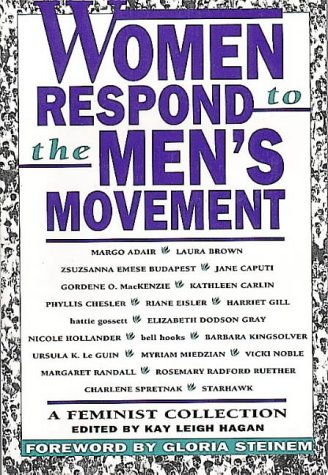 WOMEN
RESPOND to
the MEN'S
MOVEMENT
MARGO ADAIR LAURA BROWN
ZSUZSANNA EMESE BUDAPEST JANE CAPUTI
GORDENE O. MacKENZIE KATHLEEN CARLIN
PHYLLIS CHESLER RIANE EISLER HARRIET GILL
hattie gossett ELIZABETH DODSON GRAY
NICOLE HOLLANDER bell hooks BARBARA KINGSOLVER
URSULA K. LE GUIN MYRIAM MIEDZIAN VICKI NOBLE
MARGARET RANDALL ROSEMARY RADFORD RUETHER
CHARLENE SPRETNAK STARHAWK
A FEMINIST COLLECTION
EDITED BY KAY LEIGH HAGAN
FOREWORD BY GLORIA STEINEM